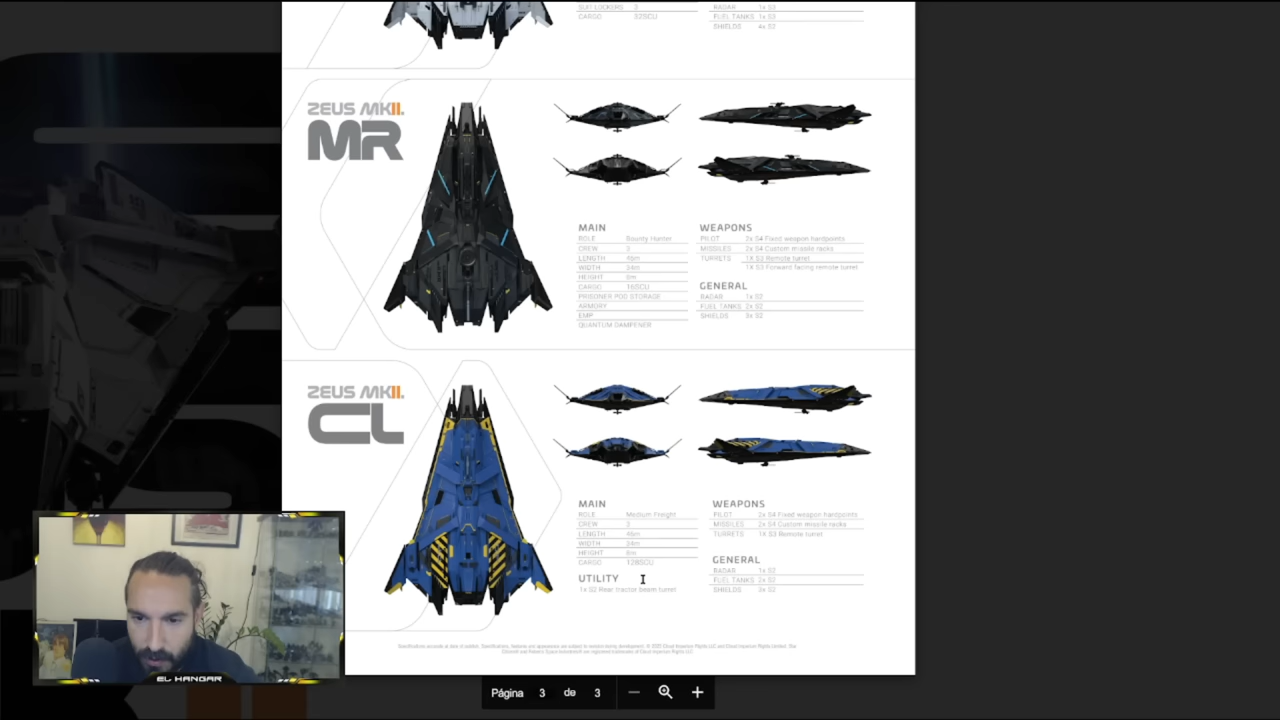 SUIT LOCKERS 3
CARGO 32SCU
RADAR 1x S2
FUEL TANKS 1x S3
SHIELDS 4x S2
ZEUS MKII.
MR
MAIN
ROLE Bounty Hunter
CREW 3
LENGTH 46m
WIDTH 34m
HEIGHT
CARGO 16SCU
PRISONER POD STORAGE
ARMORY
EMP
QUANTUM DAMPENER
WEAPONS
PILOT 2x S4 Fixed weapon hardpoints
MISSILES 2x S4 Custom missile racks
TURRETS 1X S3 Remote turret
1X S3 Forward facing remote turret
GENERAL
RADAR 1x S2
FUEL TANKS 2x S2
SHIELDS 3x S2
ZEUS MKII.
CL
MAIN
ROLE Medium Freight
CREW 3
LENGTH 46m
WIDTH 34m
HEIGHT
CARGO 128SCU
UTILITY
1x S2 Rear tractor beam turret
WEAPONS
PILOT 2x S4 Fixed weapon hardpoints
MISSILES 2x S4 Custom missile racks
TURRETS 1X S3 Remote turret
GENERAL
RADAR 1x S2
FUEL TANKS 2x S2
SHIELDS
EL HANGAR
Página 3 de 3